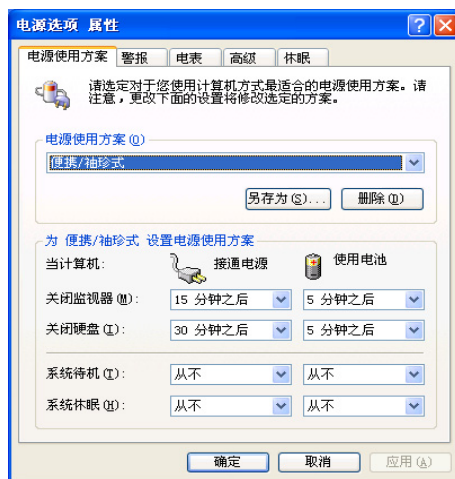 电源选项 属性
电源使用方案 警报 电表 高级 休眠
请选定对于您使用计算机方式最适合的电源使用方案。请
注意，更改下面的设置将修改选定的方案。
电源使用方案(O)
便携/袖珍式
另存为(S)... 删除(D)
为 便携/袖珍式 设置电源使用方案
当计算机: 接通电源 使用电池
关闭监视器(M): 15 分钟之后 5 分钟之后
关闭硬盘(I): 30 分钟之后 5 分钟之后
系统待机(T): 从不 从不
系统休眠(H): 从不 从不
确定 取消 应用(A)